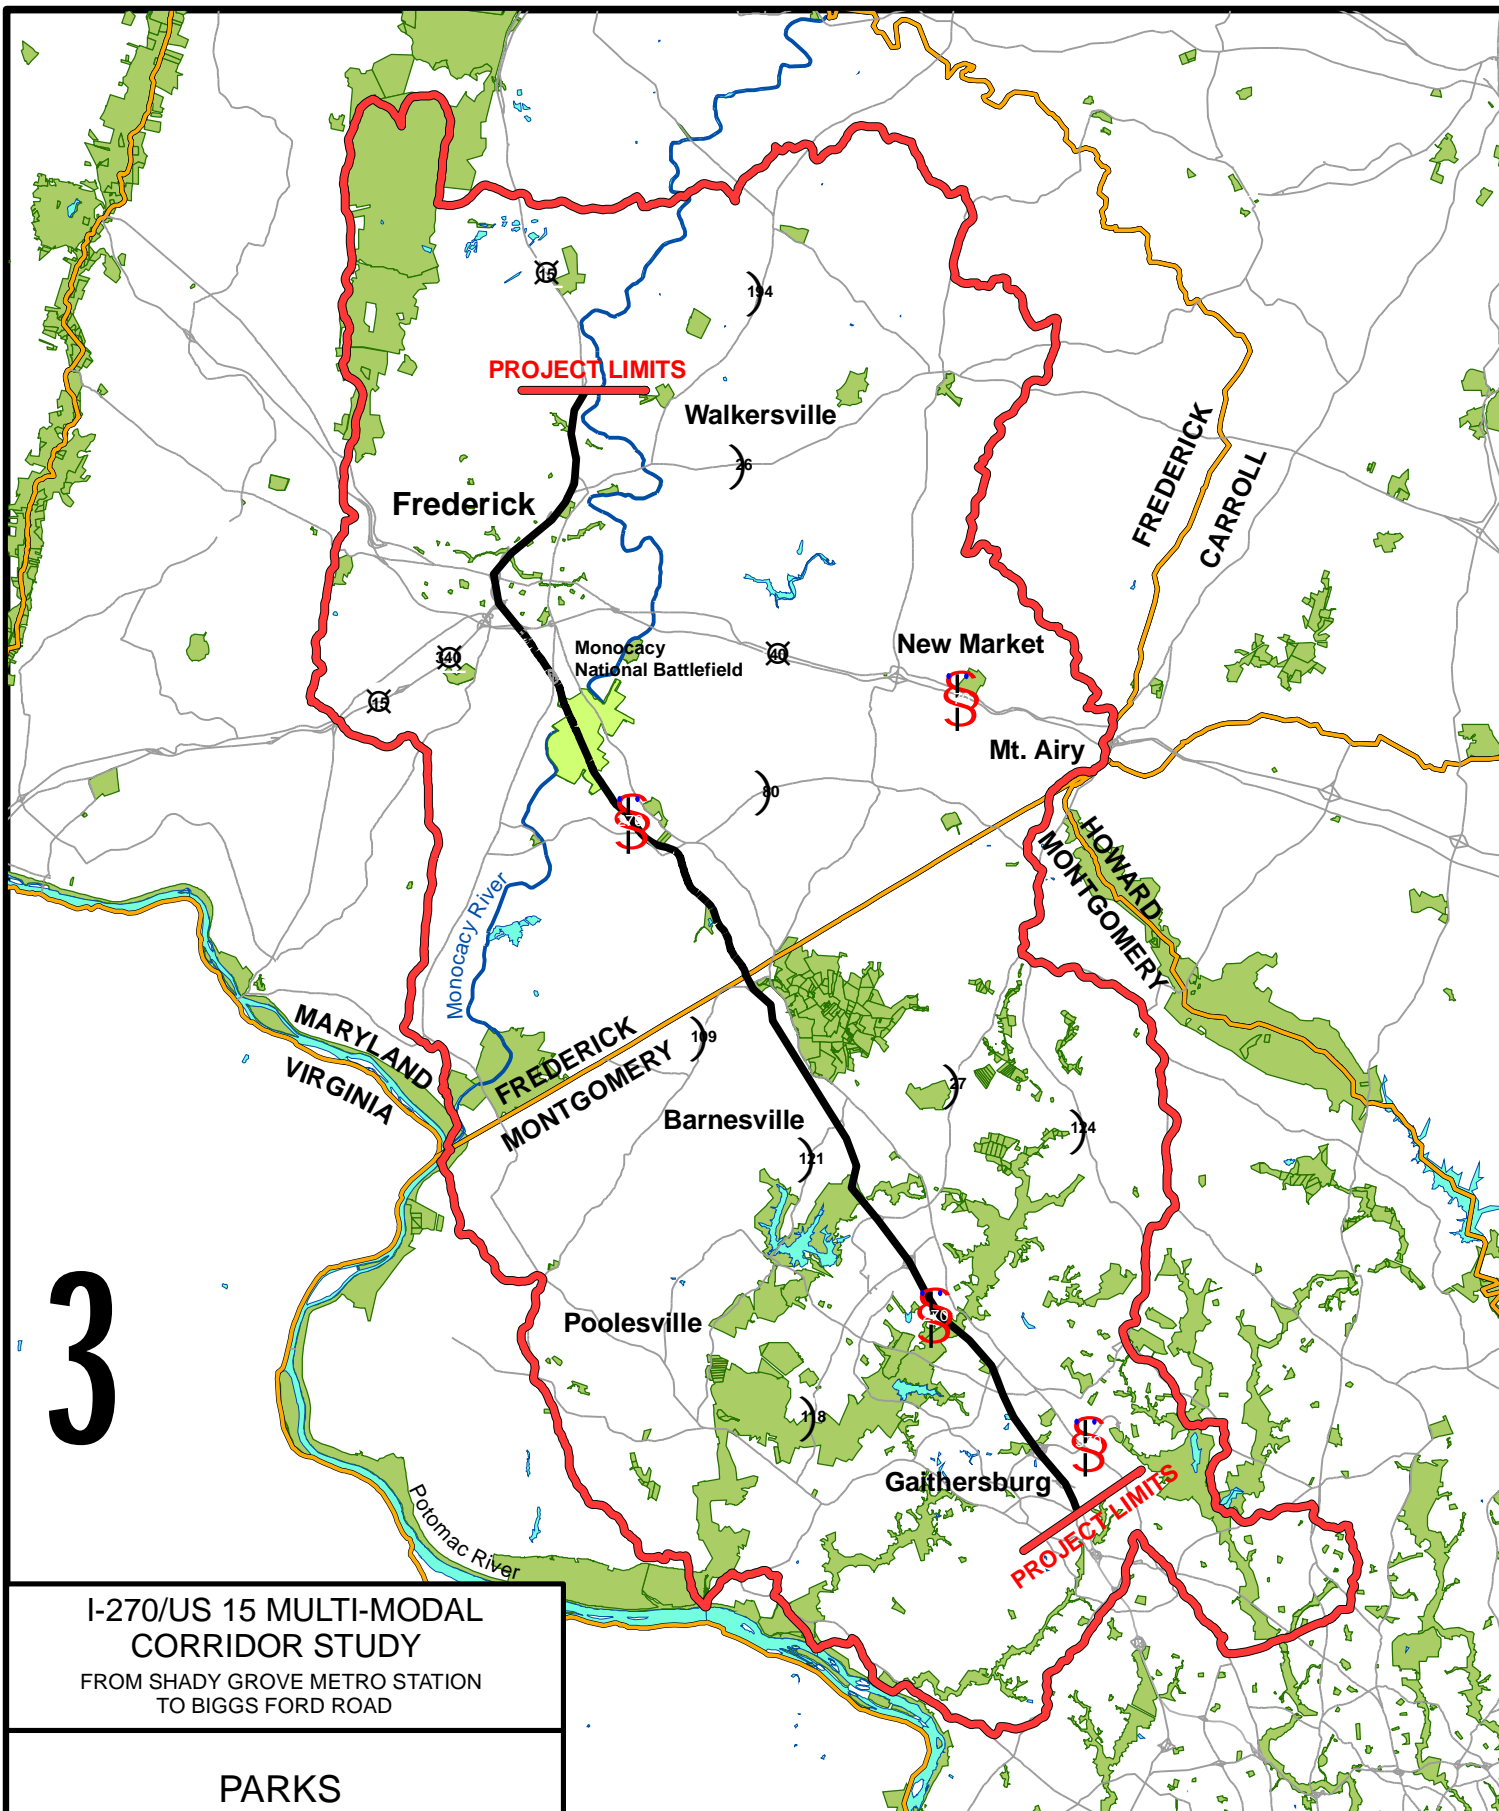 15
194
PROJECT LIMITS
Walkersville
26
Frederick
FREDERICK
CARROLL
Monocacy
National Battlefield
40
340
15
New Market
Mt. Airy
80
HOWARD
MONTGOMERY
Monocacy River
MARYLAND
VIRGINIA
FREDERICK
MONTGOMERY
109
27
Barnesville
124
121
3
Poolesville
118
Gaithersburg
PROJECT LIMITS
Potomac River
I-270/US 15 MULTI-MODAL
CORRIDOR STUDY
FROM SHADY GROVE METRO STATION
TO BIGGS FORD ROAD
PARKS